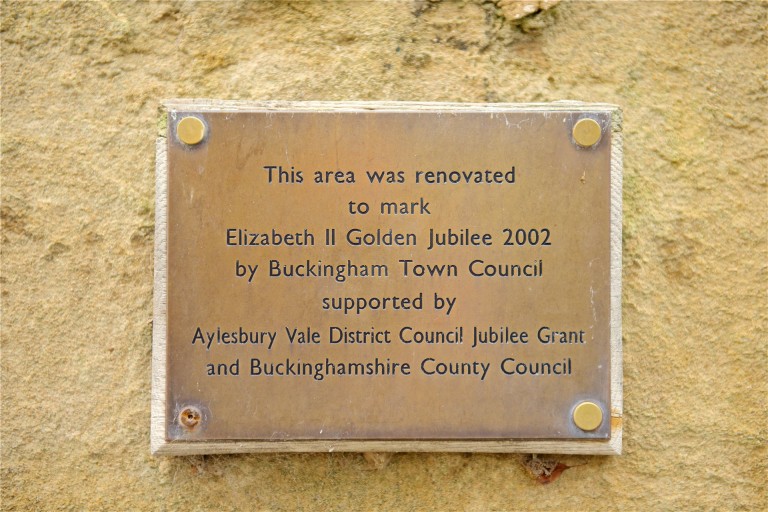 This area was renovated
to mark
Elizabeth II Golden Jubilee 2002
by Buckingham Town Council
supported by
Aylesbury Vale District Council Jubilee Grant
and Buckinghamshire County Council